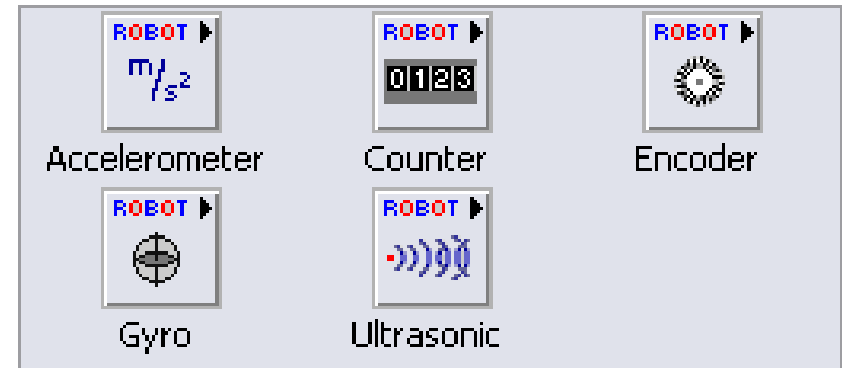 ROBOT ROBOT ROBOT
m/s² 0123
Accelerometer Counter Encoder
ROBOT ROBOT
Gyro Ultrasonic